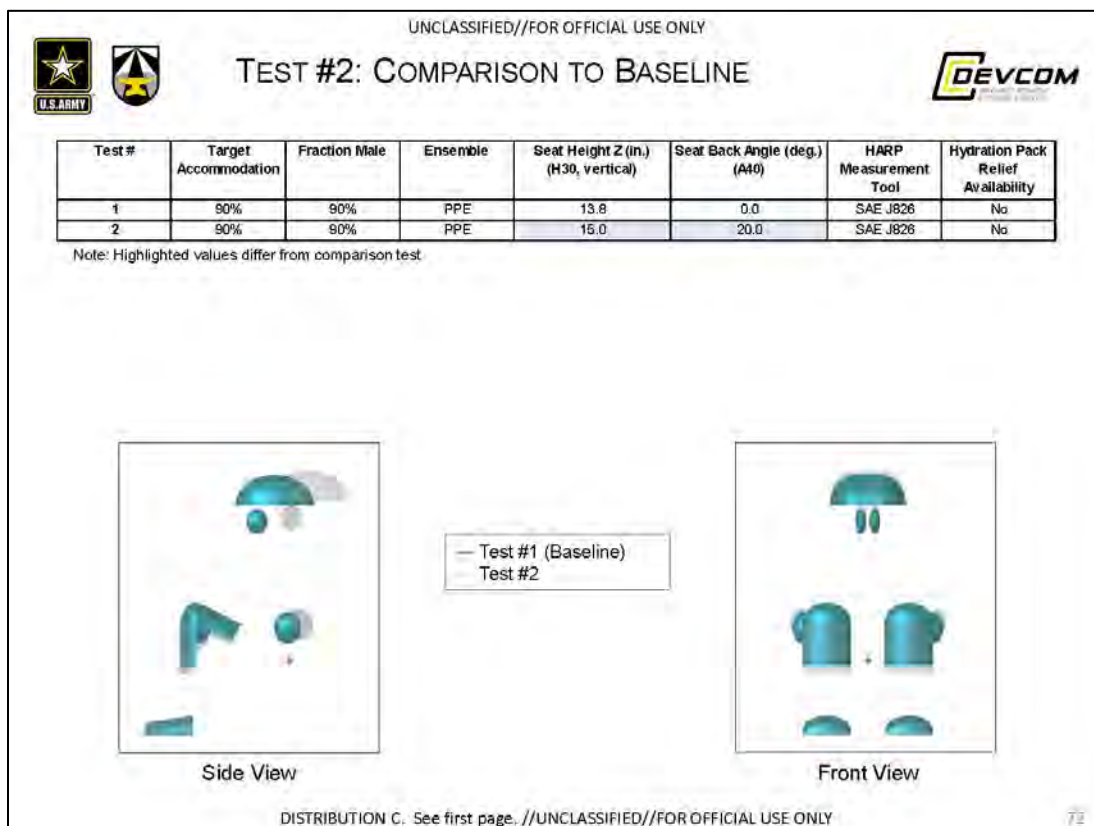 UNCLASSIFIED//FOR OFFICIAL USE ONLY
U.S.ARMY
TEST #2: COMPARISON TO BASELINE
DEVCOM
Test # Target Accommodation Fraction Male Ensemble Seat Height Z (in.) (H30, vertical) Seat Back Angle (deg.) (A40) HARP Measurement Tool Hydration Pack Relief Availability
1 90% 90% PPE 13.8 0.0 SAE J826 No
2 90% 90% PPE 15.0 20.0 SAE J826 No
Note: Highlighted values differ from comparison test
Test #1 (Baseline)
Test #2
Side View
Front View
DISTRIBUTION C. See first page. //UNCLASSIFIED//FOR OFFICIAL USE ONLY